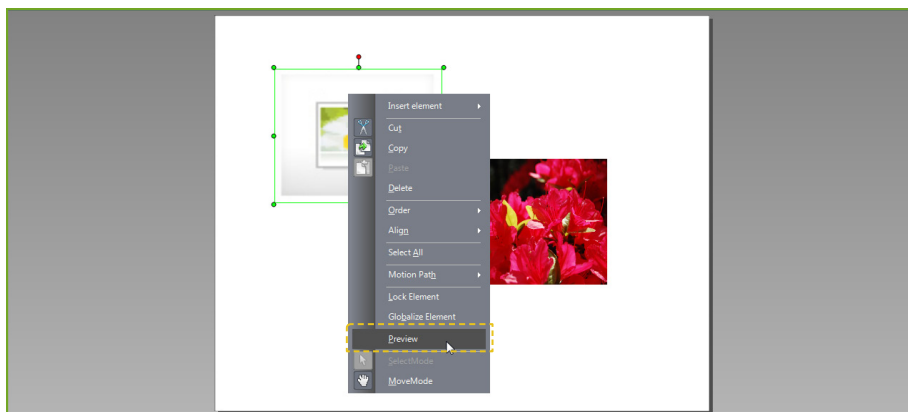 Insert element
Cut
Copy
Paste
Delete
Order
Align
Select All
Motion Path
Lock Element
Globalize Element
Preview
SelectMode
MoveMode